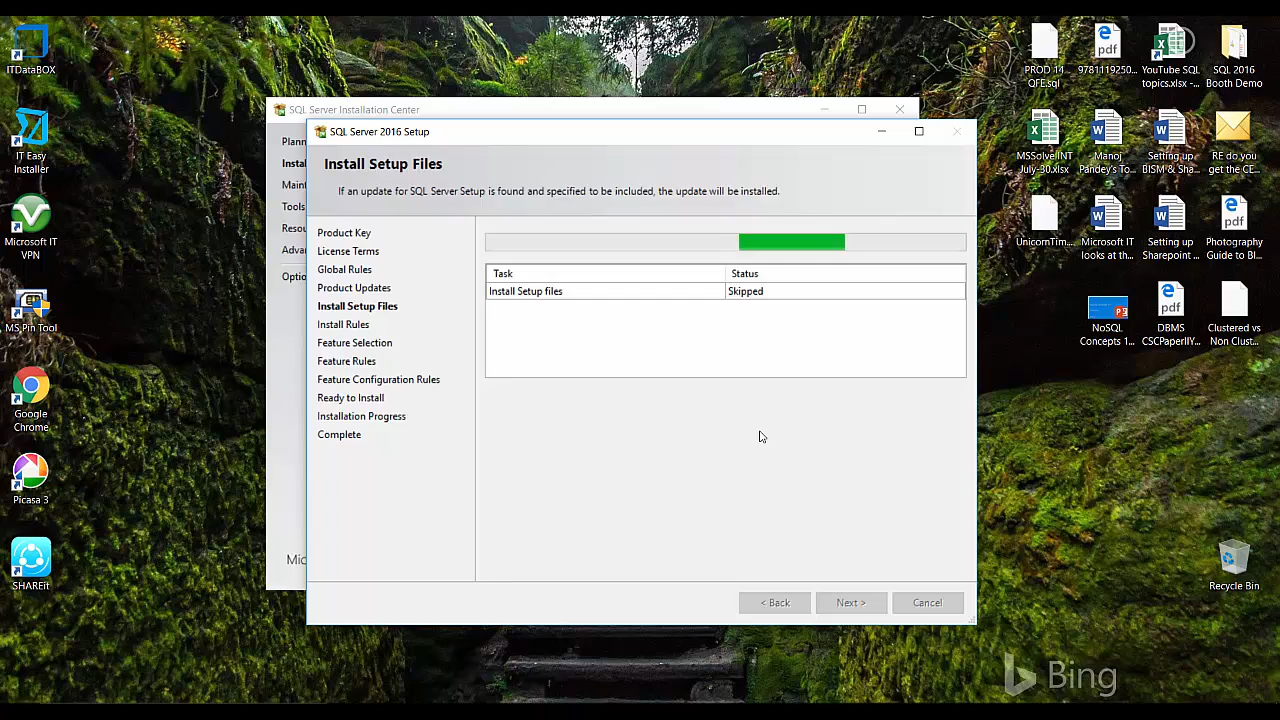 ITDataBOX
IT Easy
Installer
Microsoft IT
VPN
MS Pin Tool
Google
Chrome
Picasa 3
SHAREit
SQL Server Installation Center
Plann
Instal
Maint
Tools
Resou
Advan
Optio
Mic
SQL Server 2016 Setup
Install Setup Files
If an update for SQL Server Setup is found and specified to be included, the update will be installed.
Product Key
License Terms
Global Rules
Product Updates
Install Setup Files
Install Rules
Feature Selection
Feature Rules
Feature Configuration Rules
Ready to Install
Installation Progress
Complete
Task Status
Install Setup files Skipped
< Back Next > Cancel
PROD 14
QFE.sql
pdf
9781119250...
YouTube SQL
topics.xlsx -...
SQL 2016
Booth Demo
MSSolve INT
July-30.xlsx
Manoj
Pandey's To...
Setting up
BISM & Sha...
RE do you
get the CE...
UnicornTim...
Microsoft IT
looks at th...
Setting up
Sharepoint ...
pdf
Photography
Guide to Bl...
NoSQL
Concepts 1...
pdf
DBMS
CSCPaperIIY...
Clustered vs
Non Clust...
Recycle Bin
Bing